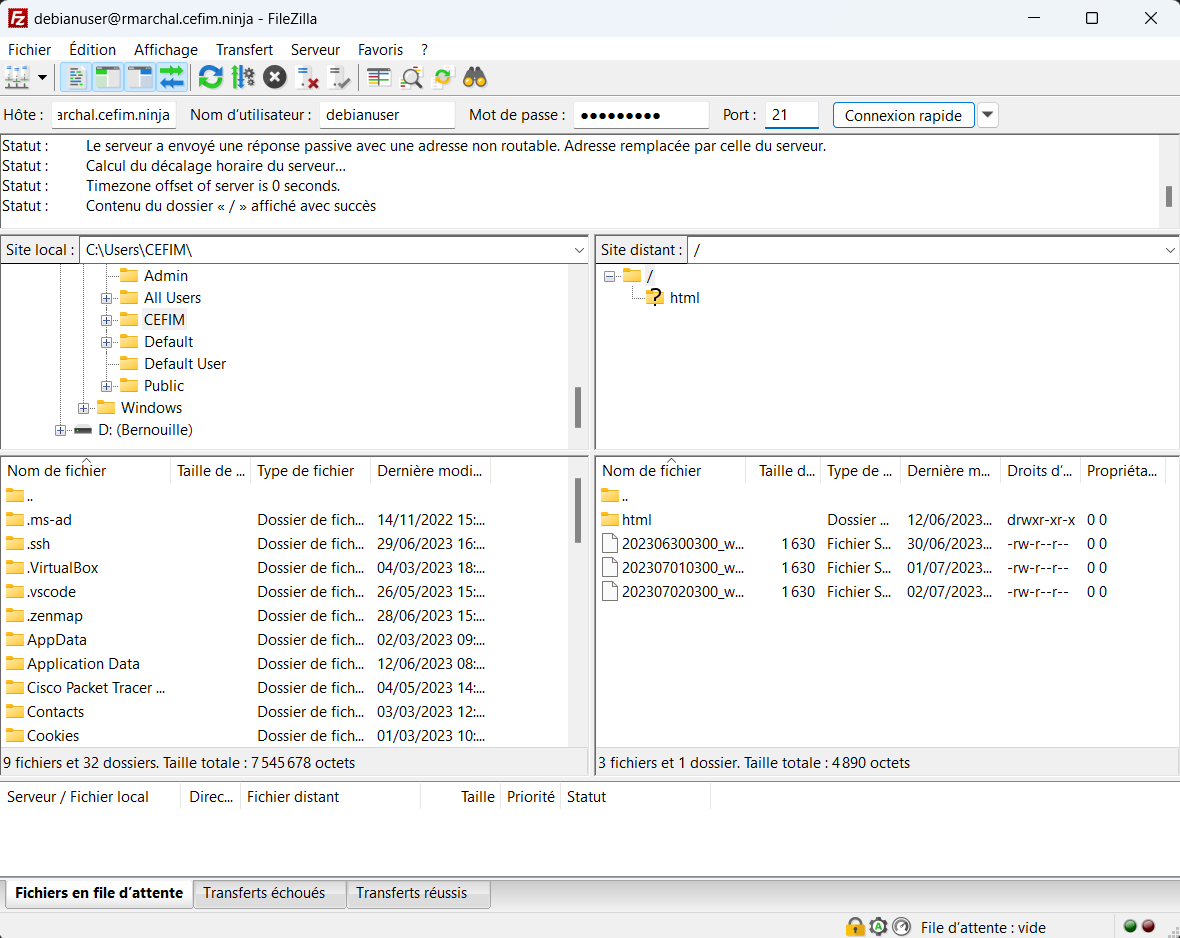 debianuser@rmarchal.cefim.ninja - FileZilla
Fichier Édition Affichage Transfert Serveur Favoris ?
Hôte : archal.cefim.ninja Nom d'utilisateur : debianuser Mot de passe : ●●●●●●●●● Port : 21 Connexion rapide
Statut : Le serveur a envoyé une réponse passive avec une adresse non routable. Adresse remplacée par celle du serveur.
Statut : Calcul du décalage horaire du serveur...
Statut : Timezone offset of server is 0 seconds.
Statut : Contenu du dossier « / » affiché avec succès
Site local : C:\Users\CEFIM\
Admin
All Users
CEFIM
Default
Default User
Public
Windows
D: (Bernouille)
Site distant : /
/
html
Nom de fichier Taille de ... Type de fichier Dernière modi...
..
.ms-ad Dossier de fich... 14/11/2022 15:...
.ssh Dossier de fich... 29/06/2023 16:...
.VirtualBox Dossier de fich... 04/03/2023 18:...
.vscode Dossier de fich... 26/05/2023 15:...
.zenmap Dossier de fich... 28/06/2023 15:...
AppData Dossier de fich... 02/03/2023 09:...
Application Data Dossier de fich... 12/06/2023 08:...
Cisco Packet Tracer ... Dossier de fich... 04/05/2023 14:...
Contacts Dossier de fich... 03/03/2023 12:...
Cookies Dossier de fich... 01/03/2023 10:...
9 fichiers et 32 dossiers. Taille totale : 7 545 678 octets
Nom de fichier Taille d... Type de ... Dernière m... Droits d'... Propriéta...
..
html Dossier ... 12/06/2023... drwxr-xr-x 0 0
202306300300_w... 1 630 Fichier S... 30/06/2023... -rw-r--r-- 0 0
202307010300_w... 1 630 Fichier S... 01/07/2023... -rw-r--r-- 0 0
202307020300_w... 1 630 Fichier S... 02/07/2023... -rw-r--r-- 0 0
3 fichiers et 1 dossier. Taille totale : 4 890 octets
Serveur / Fichier local Direc... Fichier distant Taille Priorité Statut
Fichiers en file d'attente Transferts échoués Transferts réussis
File d'attente : vide